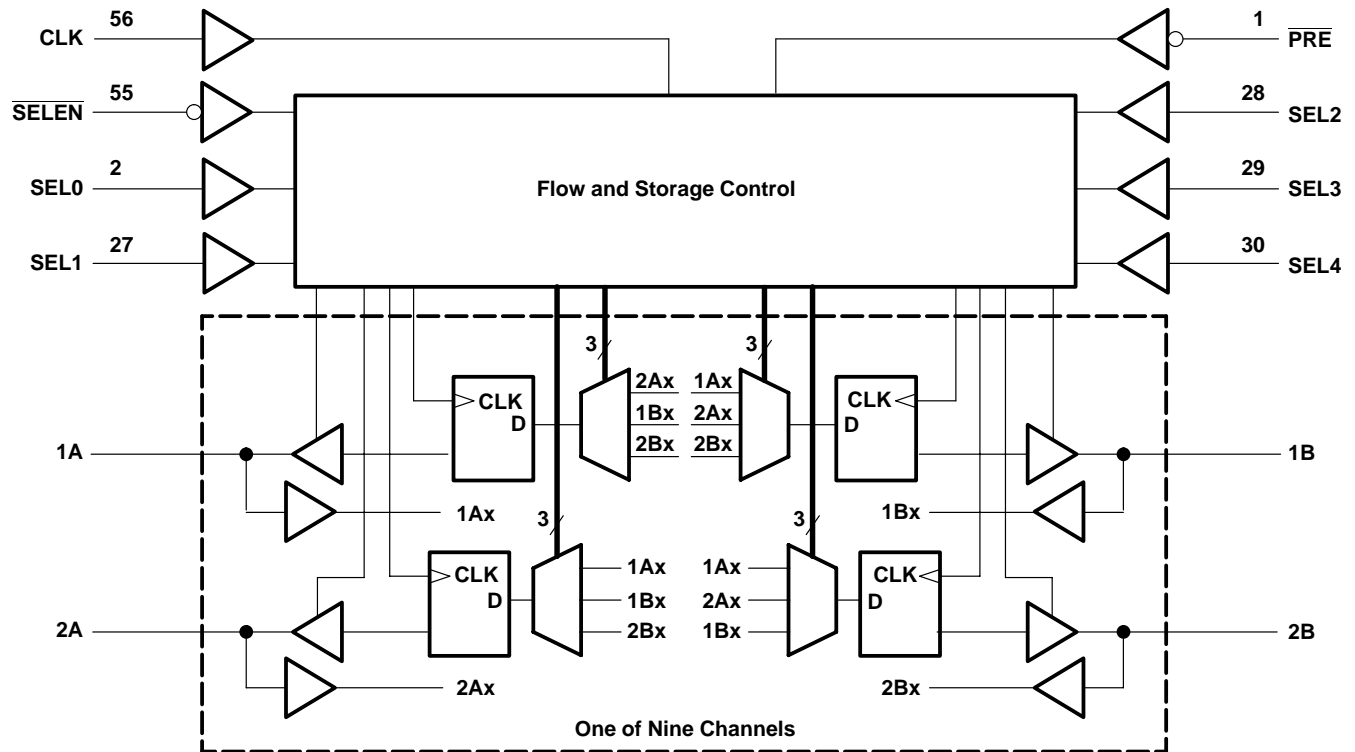 CLK 56
1 P̅R̅E̅
S̅E̅L̅E̅N̅ 55
28 SEL2
SEL0 2
Flow and Storage Control
29 SEL3
SEL1 27
30 SEL4
3 3
CLK
D
2Ax
1Bx
2Bx
1Ax
2Ax
2Bx
CLK
D
1A
1B
1Ax
3 3
1Bx
CLK
D
1Ax
1Bx
2Bx
1Ax
2Ax
1Bx
CLK
D
2A
2B
2Ax
2Bx
One of Nine Channels